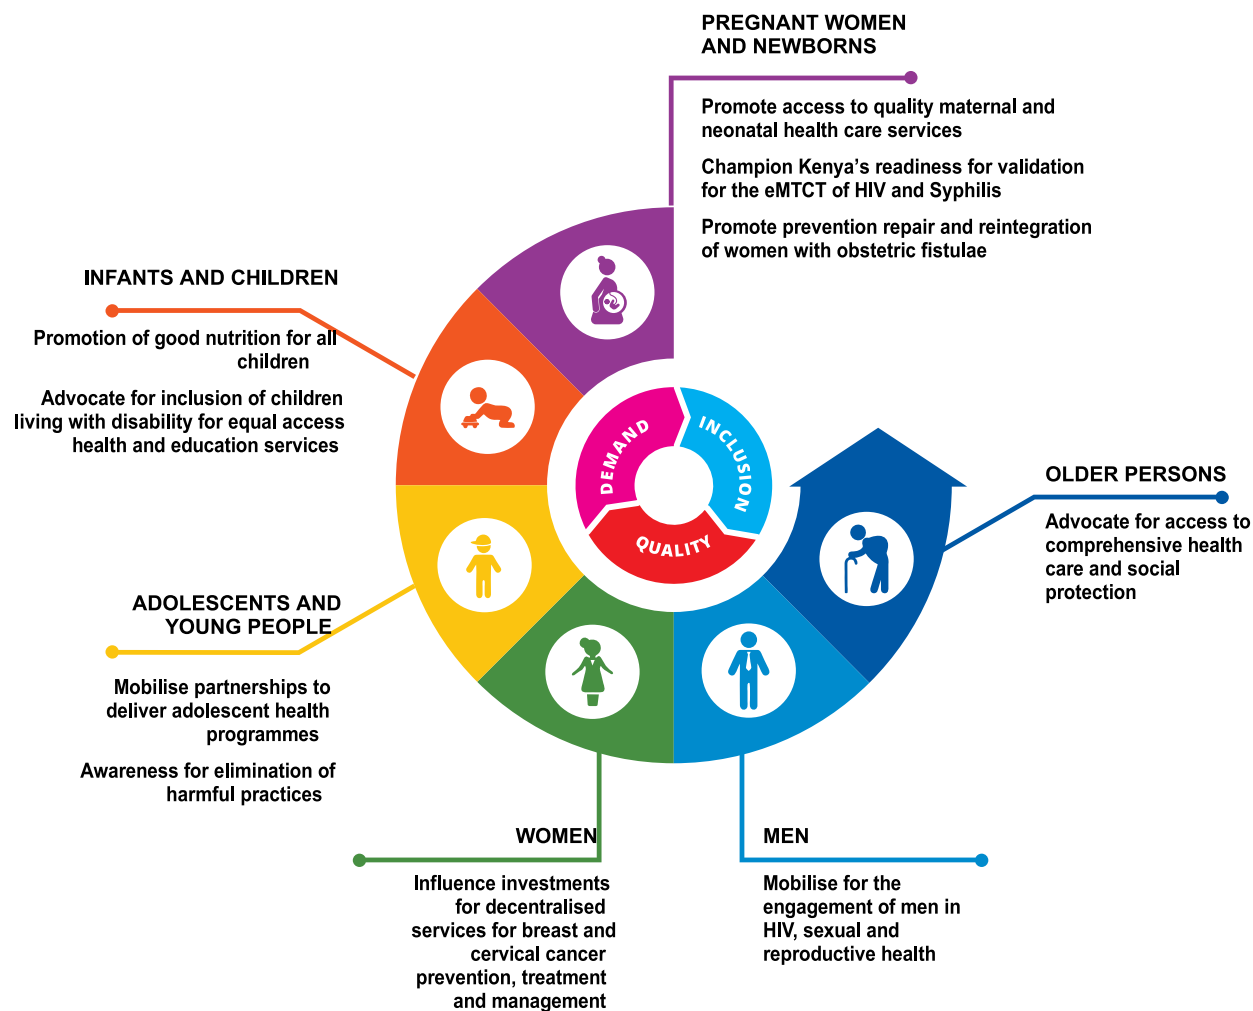 PREGNANT WOMEN
AND NEWBORNS
Promote access to quality maternal and
neonatal health care services
Champion Kenya's readiness for validation
for the eMTCT of HIV and Syphilis
Promote prevention repair and reintegration
of women with obstetric fistulae
INFANTS AND CHILDREN
Promotion of good nutrition for all
children
Advocate for inclusion of children
living with disability for equal access
health and education services
DEMAND
INCLUSION
QUALITY
OLDER PERSONS
Advocate for access to
comprehensive health
care and social
protection
ADOLESCENTS AND
YOUNG PEOPLE
Mobilise partnerships to
deliver adolescent health
programmes
Awareness for elimination of
harmful practices
WOMEN
Influence investments
for decentralised
services for breast and
cervical cancer
prevention, treatment
and management
MEN
Mobilise for the
engagement of men in
HIV, sexual and
reproductive health